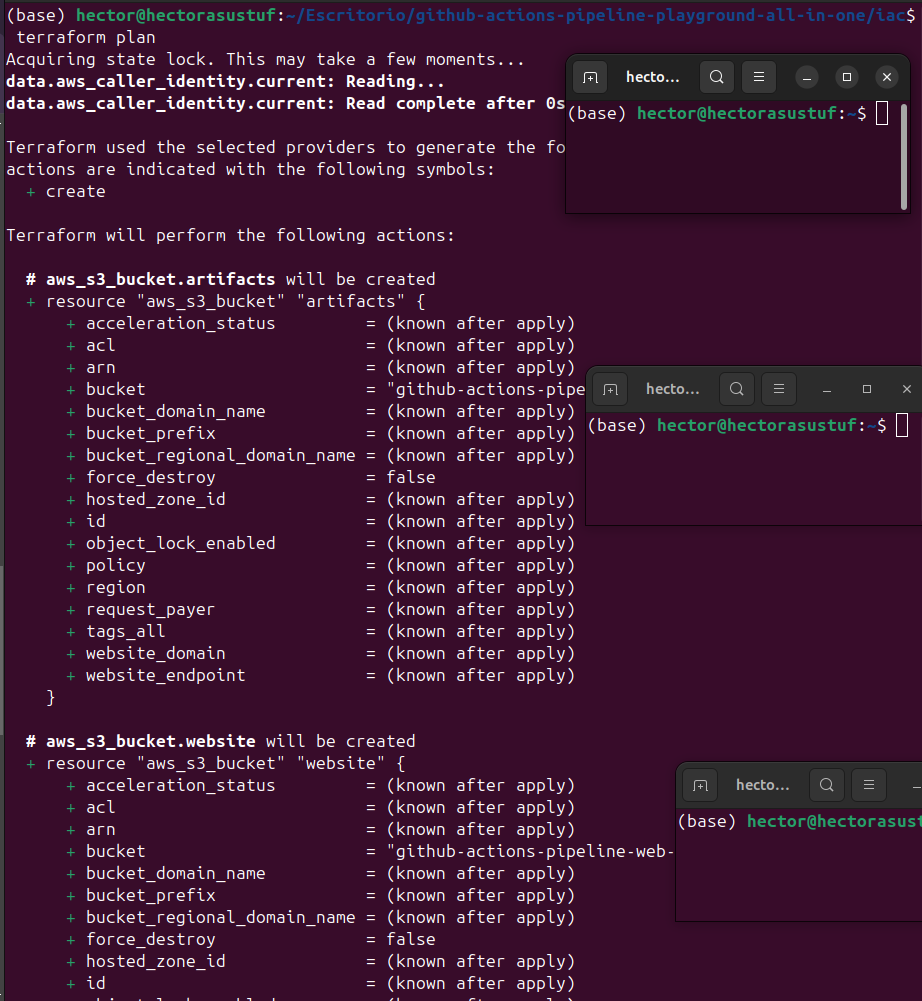 (base) hector@hectorasustuf:~/Escritorio/github-actions-pipeline-playground-all-in-one/iac$
terraform plan
Acquiring state lock. This may take a few moments...
data.aws_caller_identity.current: Reading...
data.aws_caller_identity.current: Read complete after 0s
hecto...
(base) hector@hectorasustuf:~$
Terraform used the selected providers to generate the fo
actions are indicated with the following symbols:
+ create
Terraform will perform the following actions:
# aws_s3_bucket.artifacts will be created
+ resource "aws_s3_bucket" "artifacts" {
+ acceleration_status = (known after apply)
+ acl = (known after apply)
+ arn = (known after apply)
+ bucket = "github-actions-pipe
+ bucket_domain_name = (known after apply)
+ bucket_prefix = (known after apply)
+ bucket_regional_domain_name = (known after apply)
+ force_destroy = false
+ hosted_zone_id = (known after apply)
+ id = (known after apply)
+ object_lock_enabled = (known after apply)
+ policy = (known after apply)
+ region = (known after apply)
+ request_payer = (known after apply)
+ tags_all = (known after apply)
+ website_domain = (known after apply)
+ website_endpoint = (known after apply)
}
hecto...
(base) hector@hectorasustuf:~$
# aws_s3_bucket.website will be created
+ resource "aws_s3_bucket" "website" {
+ acceleration_status = (known after apply)
+ acl = (known after apply)
+ arn = (known after apply)
+ bucket = "github-actions-pipeline-web-
+ bucket_domain_name = (known after apply)
+ bucket_prefix = (known after apply)
+ bucket_regional_domain_name = (known after apply)
+ force_destroy = false
+ hosted_zone_id = (known after apply)
+ id = (known after apply)
hecto...
(base) hector@hectorasust